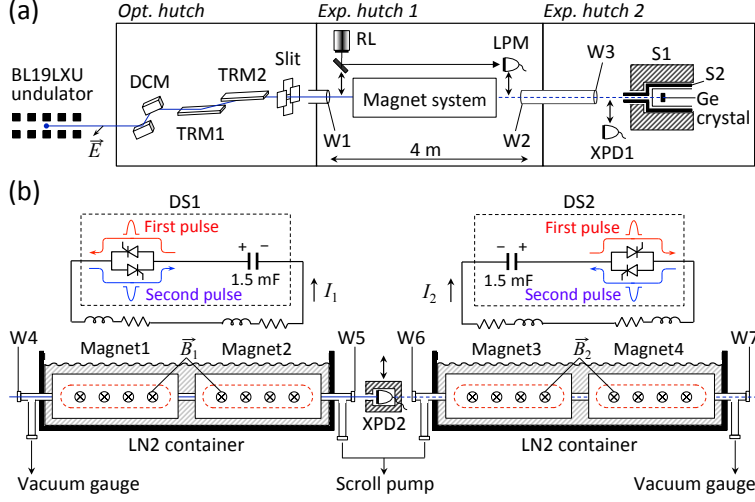 (a)
Opt. hutch
Exp. hutch 1
Exp. hutch 2
BL19LXU
undulator
DCM
TRM2
Slit
RL
LPM
W3
S1
S2
Magnet system
Ge
crystal
TRM1
W1
W2
XPD1
E
4 m
(b)
DS1
DS2
First pulse
+ −
1.5 mF
Second pulse
I1
I2
− +
1.5 mF
First pulse
Second pulse
W4
Magnet1
B1
Magnet2
W5
W6
Magnet3
B2
Magnet4
W7
XPD2
LN2 container
LN2 container
Vacuum gauge
Scroll pump
Vacuum gauge